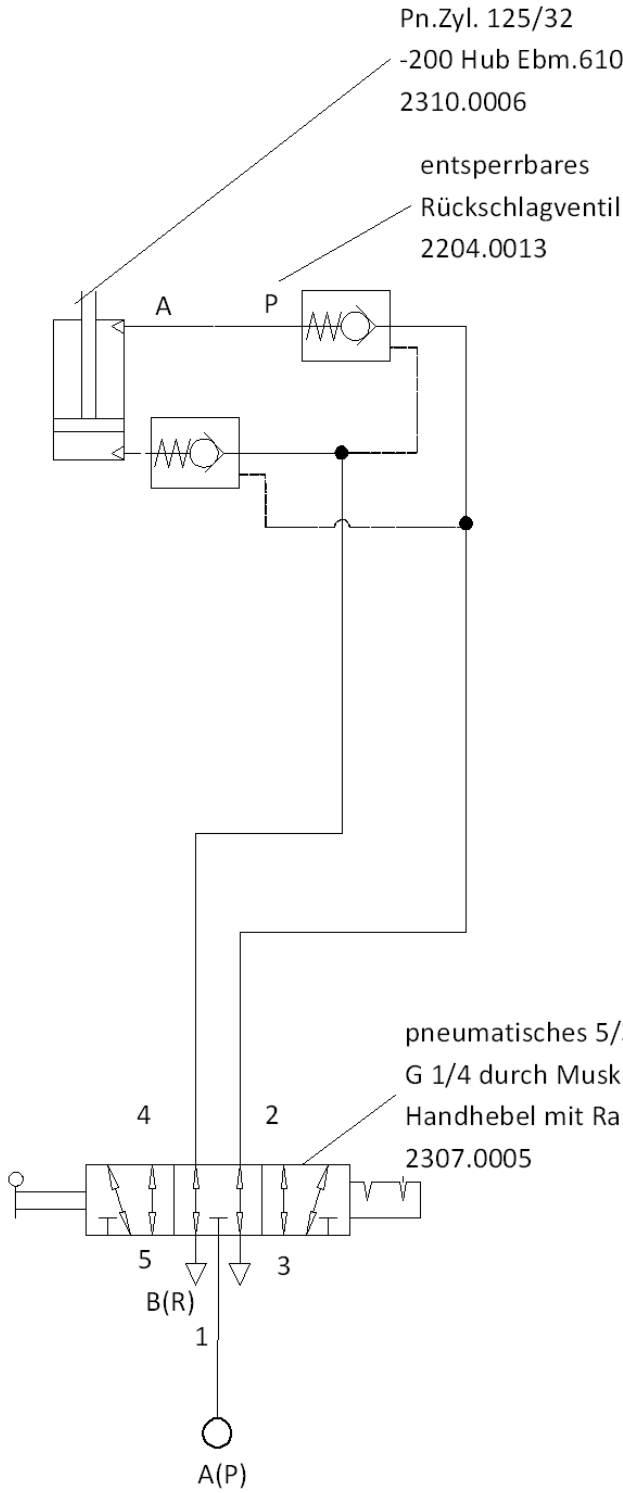 Pn.Zyl. 125/32
-200 Hub Ebm.610
2310.0006
entsperrbares
Rückschlagventil
2204.0013
A
P
pneumatisches 5/
G 1/4 durch Musk
Handhebel mit Ra
2307.0005
4
2
5
3
B(R)
1
A(P)